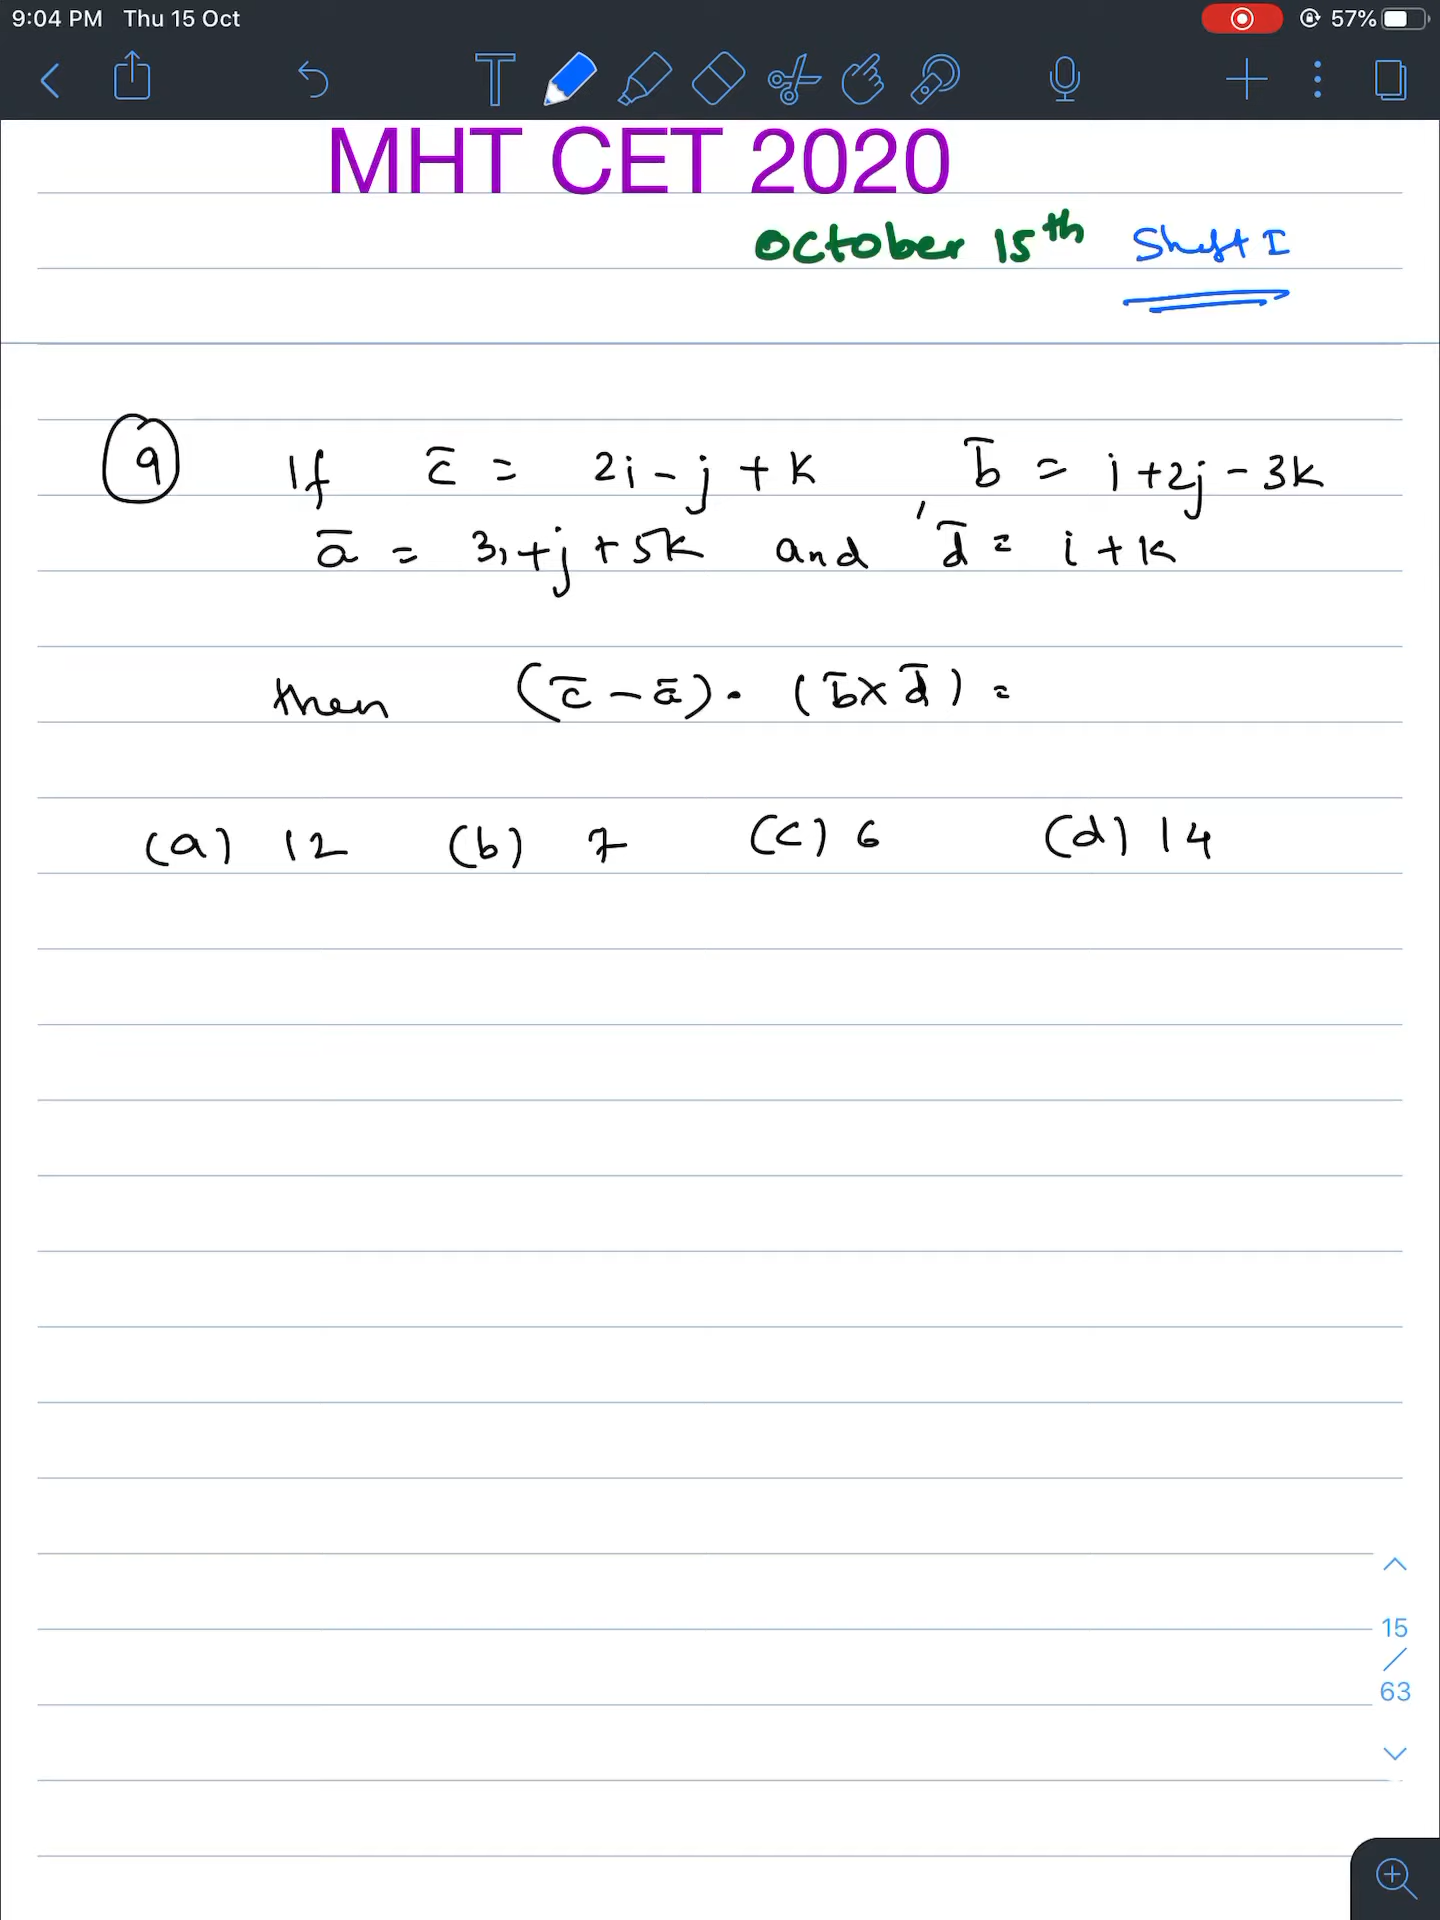 9:04 PM Thu 15 Oct 57%
MHT CET 2020
October 15th Shift I
9 If c̄ = 2i - j + k , b̄ = i + 2j - 3k
ā = 3i + j + 5k and d̄ = i + k
then (c̄ - ā) · (b̄ × d̄) =
(a) 12 (b) 7 (c) 6 (d) 14
15
/
63